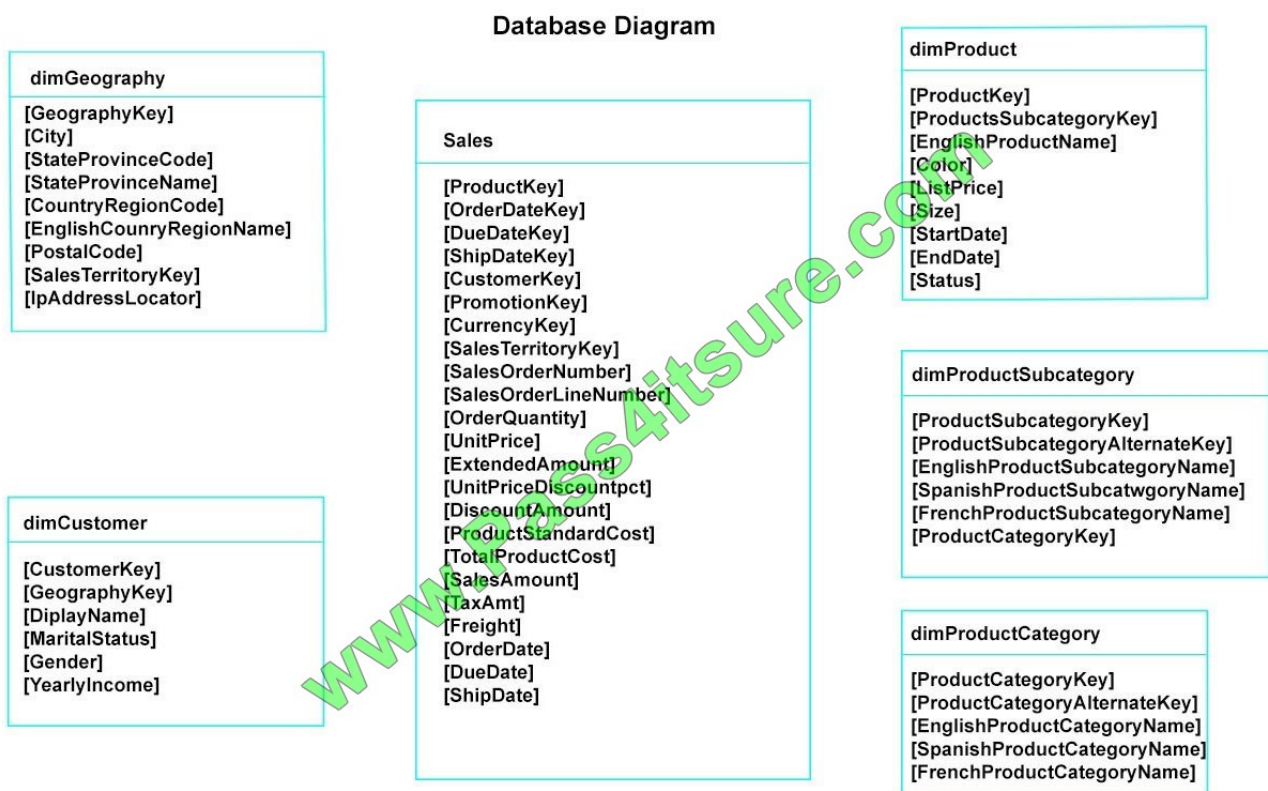 Database Diagram
dimGeography
[GeographyKey]
[City]
[StateProvinceCode]
[StateProvinceName]
[CountryRegionCode]
[EnglishCounryRegionName]
[PostalCode]
[SalesTerritoryKey]
[IpAddressLocator]
dimCustomer
[CustomerKey]
[GeographyKey]
[DiplayName]
[MaritalStatus]
[Gender]
[YearlyIncome]
Sales
[ProductKey]
[OrderDateKey]
[DueDateKey]
[ShipDateKey]
[CustomerKey]
[PromotionKey]
[CurrencyKey]
[SalesTerritoryKey]
[SalesOrderNumber]
[SalesOrderLineNumber]
[OrderQuantity]
[UnitPrice]
[ExtendedAmount]
[UnitPriceDiscountpct]
[DiscountAmount]
[ProductStandardCost]
[TotalProductCost]
[SalesAmount]
[TaxAmt]
[Freight]
[OrderDate]
[DueDate]
[ShipDate]
dimProduct
[ProductKey]
[ProductsSubcategoryKey]
[EnglishProductName]
[Color]
[ListPrice]
[Size]
[StartDate]
[EndDate]
[Status]
dimProductSubcategory
[ProductSubcategoryKey]
[ProductSubcategoryAlternateKey]
[EnglishProductSubcategoryName]
[SpanishProductSubcatwgoryName]
[FrenchProductSubcategoryName]
[ProductCategoryKey]
dimProductCategory
[ProductCategoryKey]
[ProductCategoryAlternateKey]
[EnglishProductCategoryName]
[SpanishProductCategoryName]
[FrenchProductCategoryName]
www.Pass4itsure.com